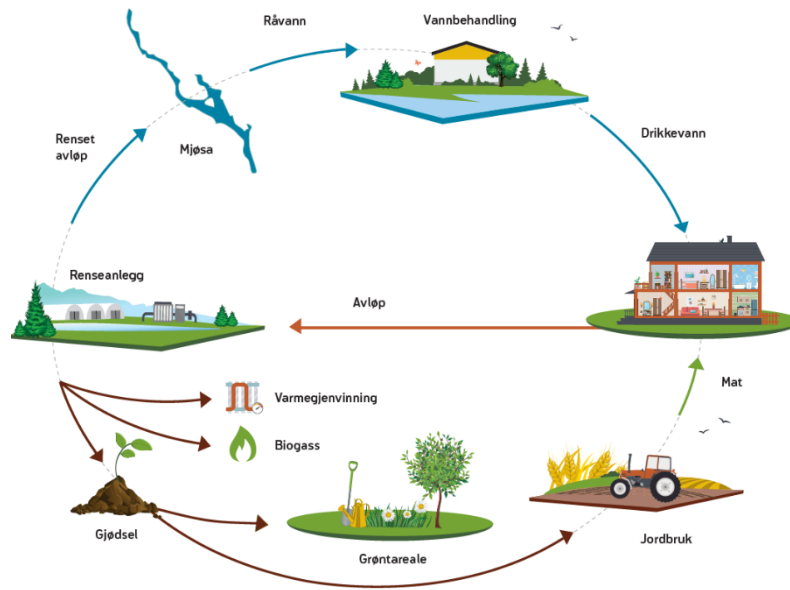 Råvann
Vannbehandling
Renset
avløp
Mjøsa
Drikkevann
Renseanlegg
Avløp
Mat
Varmegjenvinning
Biogass
Gjødsel
Grøntareale
Jordbruk